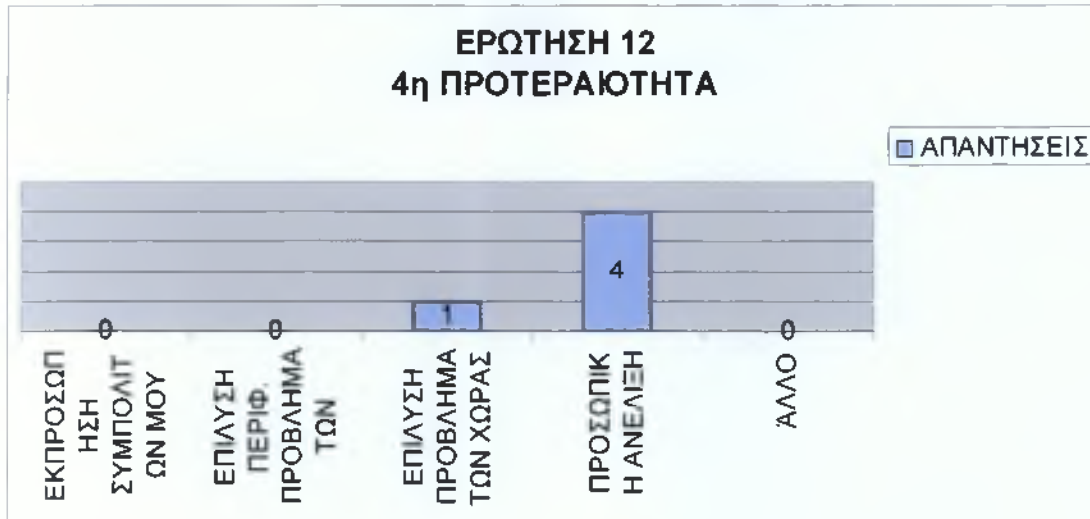 ΕΡΩΤΗΣΗ 12
4η ΠΡΟΤΕΡΑΙΟΤΗΤΑ
ΑΠΑΝΤΗΣΕΙΣ
0
0
1
4
0
ΕΚΠΡΟΣΩΠ
ΗΣΗ
ΣΥΜΠΟΛΙΤ
ΩΝ ΜΟΥ
ΕΠΙΛΥΣΗ
ΠΕΡΙΦ.
ΠΡΟΒΛΗΜΑ
ΤΩΝ
ΕΠΙΛΥΣΗ
ΠΡΟΒΛΗΜΑ
ΤΩΝ ΧΩΡΑΣ
ΠΡΟΣΩΠΙΚ
Η ΑΝΕΛΙΞΗ
ΆΛΛΟ